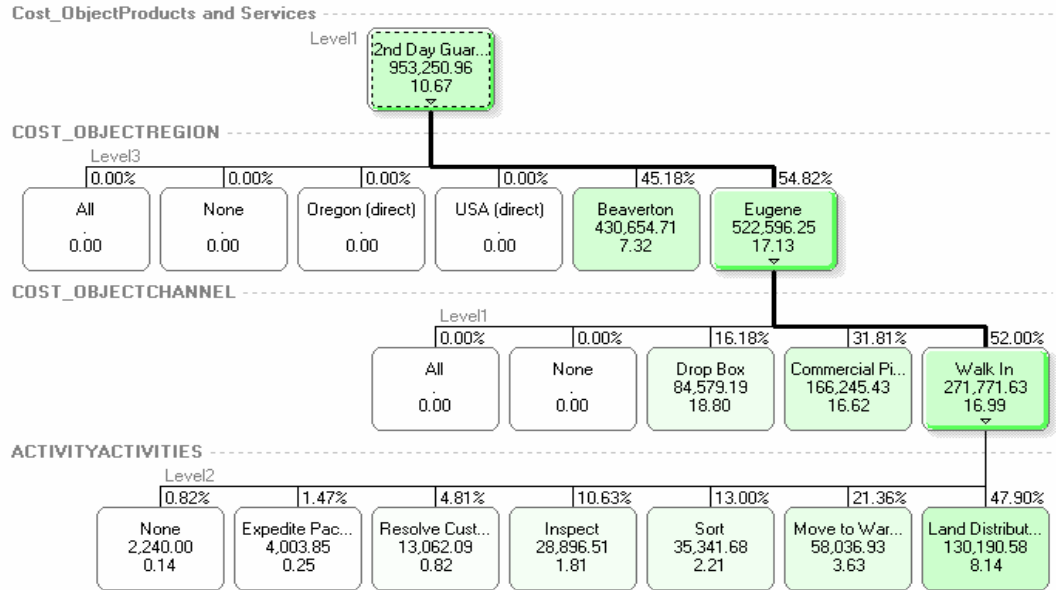 Cost_ObjectProducts and Services
Level1
2nd Day Guar...
953,250.96
10.67
COST_OBJECTREGION
Level3
0.00% 0.00% 0.00% 0.00% 45.18% 54.82%
All None Oregon (direct) USA (direct) Beaverton Eugene
. . . . 430,654.71 522,596.25
0.00 0.00 0.00 0.00 7.32 17.13
COST_OBJECTCHANNEL
Level1
0.00% 0.00% 16.18% 31.81% 52.00%
All None Drop Box Commercial Pi... Walk In
. . 84,579.19 166,245.43 271,771.63
0.00 0.00 18.80 16.62 16.99
ACTIVITYACTIVITIES
Level2
0.82% 1.47% 4.81% 10.63% 13.00% 21.36% 47.90%
None Expedite Pac... Resolve Cust... Inspect Sort Move to War... Land Distribut...
2,240.00 4,003.85 13,062.09 28,896.51 35,341.68 58,036.93 130,190.58
0.14 0.25 0.82 1.81 2.21 3.63 8.14